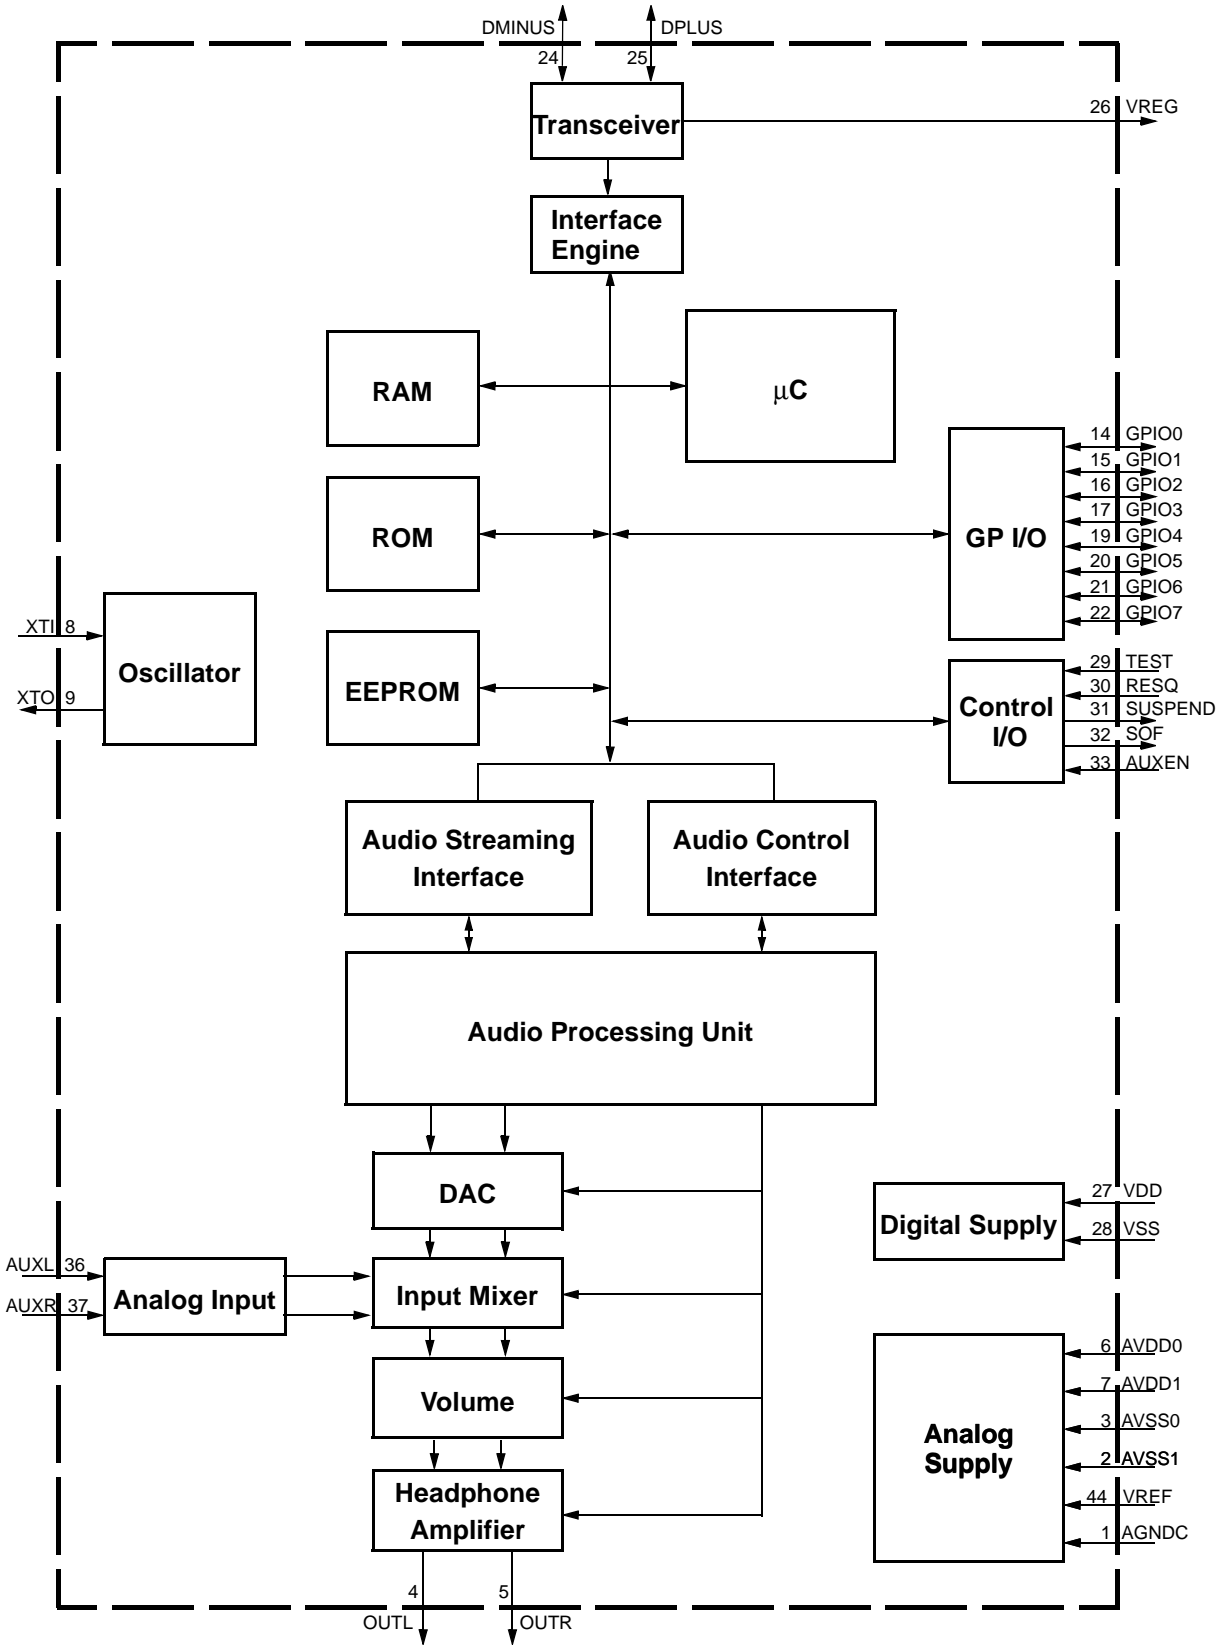 DMINUS DPLUS
24 25
Transceiver
26 VREG
Interface
Engine
RAM
µC
ROM
14 GPIO0
15 GPIO1
16 GPIO2
17 GPIO3
GP I/O
19 GPIO4
20 GPIO5
21 GPIO6
22 GPIO7
XTI 8
XTO 9
Oscillator
EEPROM
29 TEST
30 RESQ
31 SUSPEND
Control
I/O
32 SOF
33 AUXEN
Audio Streaming
Interface
Audio Control
Interface
Audio Processing Unit
DAC
27 VDD
Digital Supply
28 VSS
AUXL 36
AUXR 37
Analog Input
Input Mixer
Volume
6 AVDD0
7 AVDD1
3 AVSS0
Analog
Supply
2 AVSS1
44 VREF
1 AGNDC
Headphone
Amplifier
4 5
OUTL OUTR